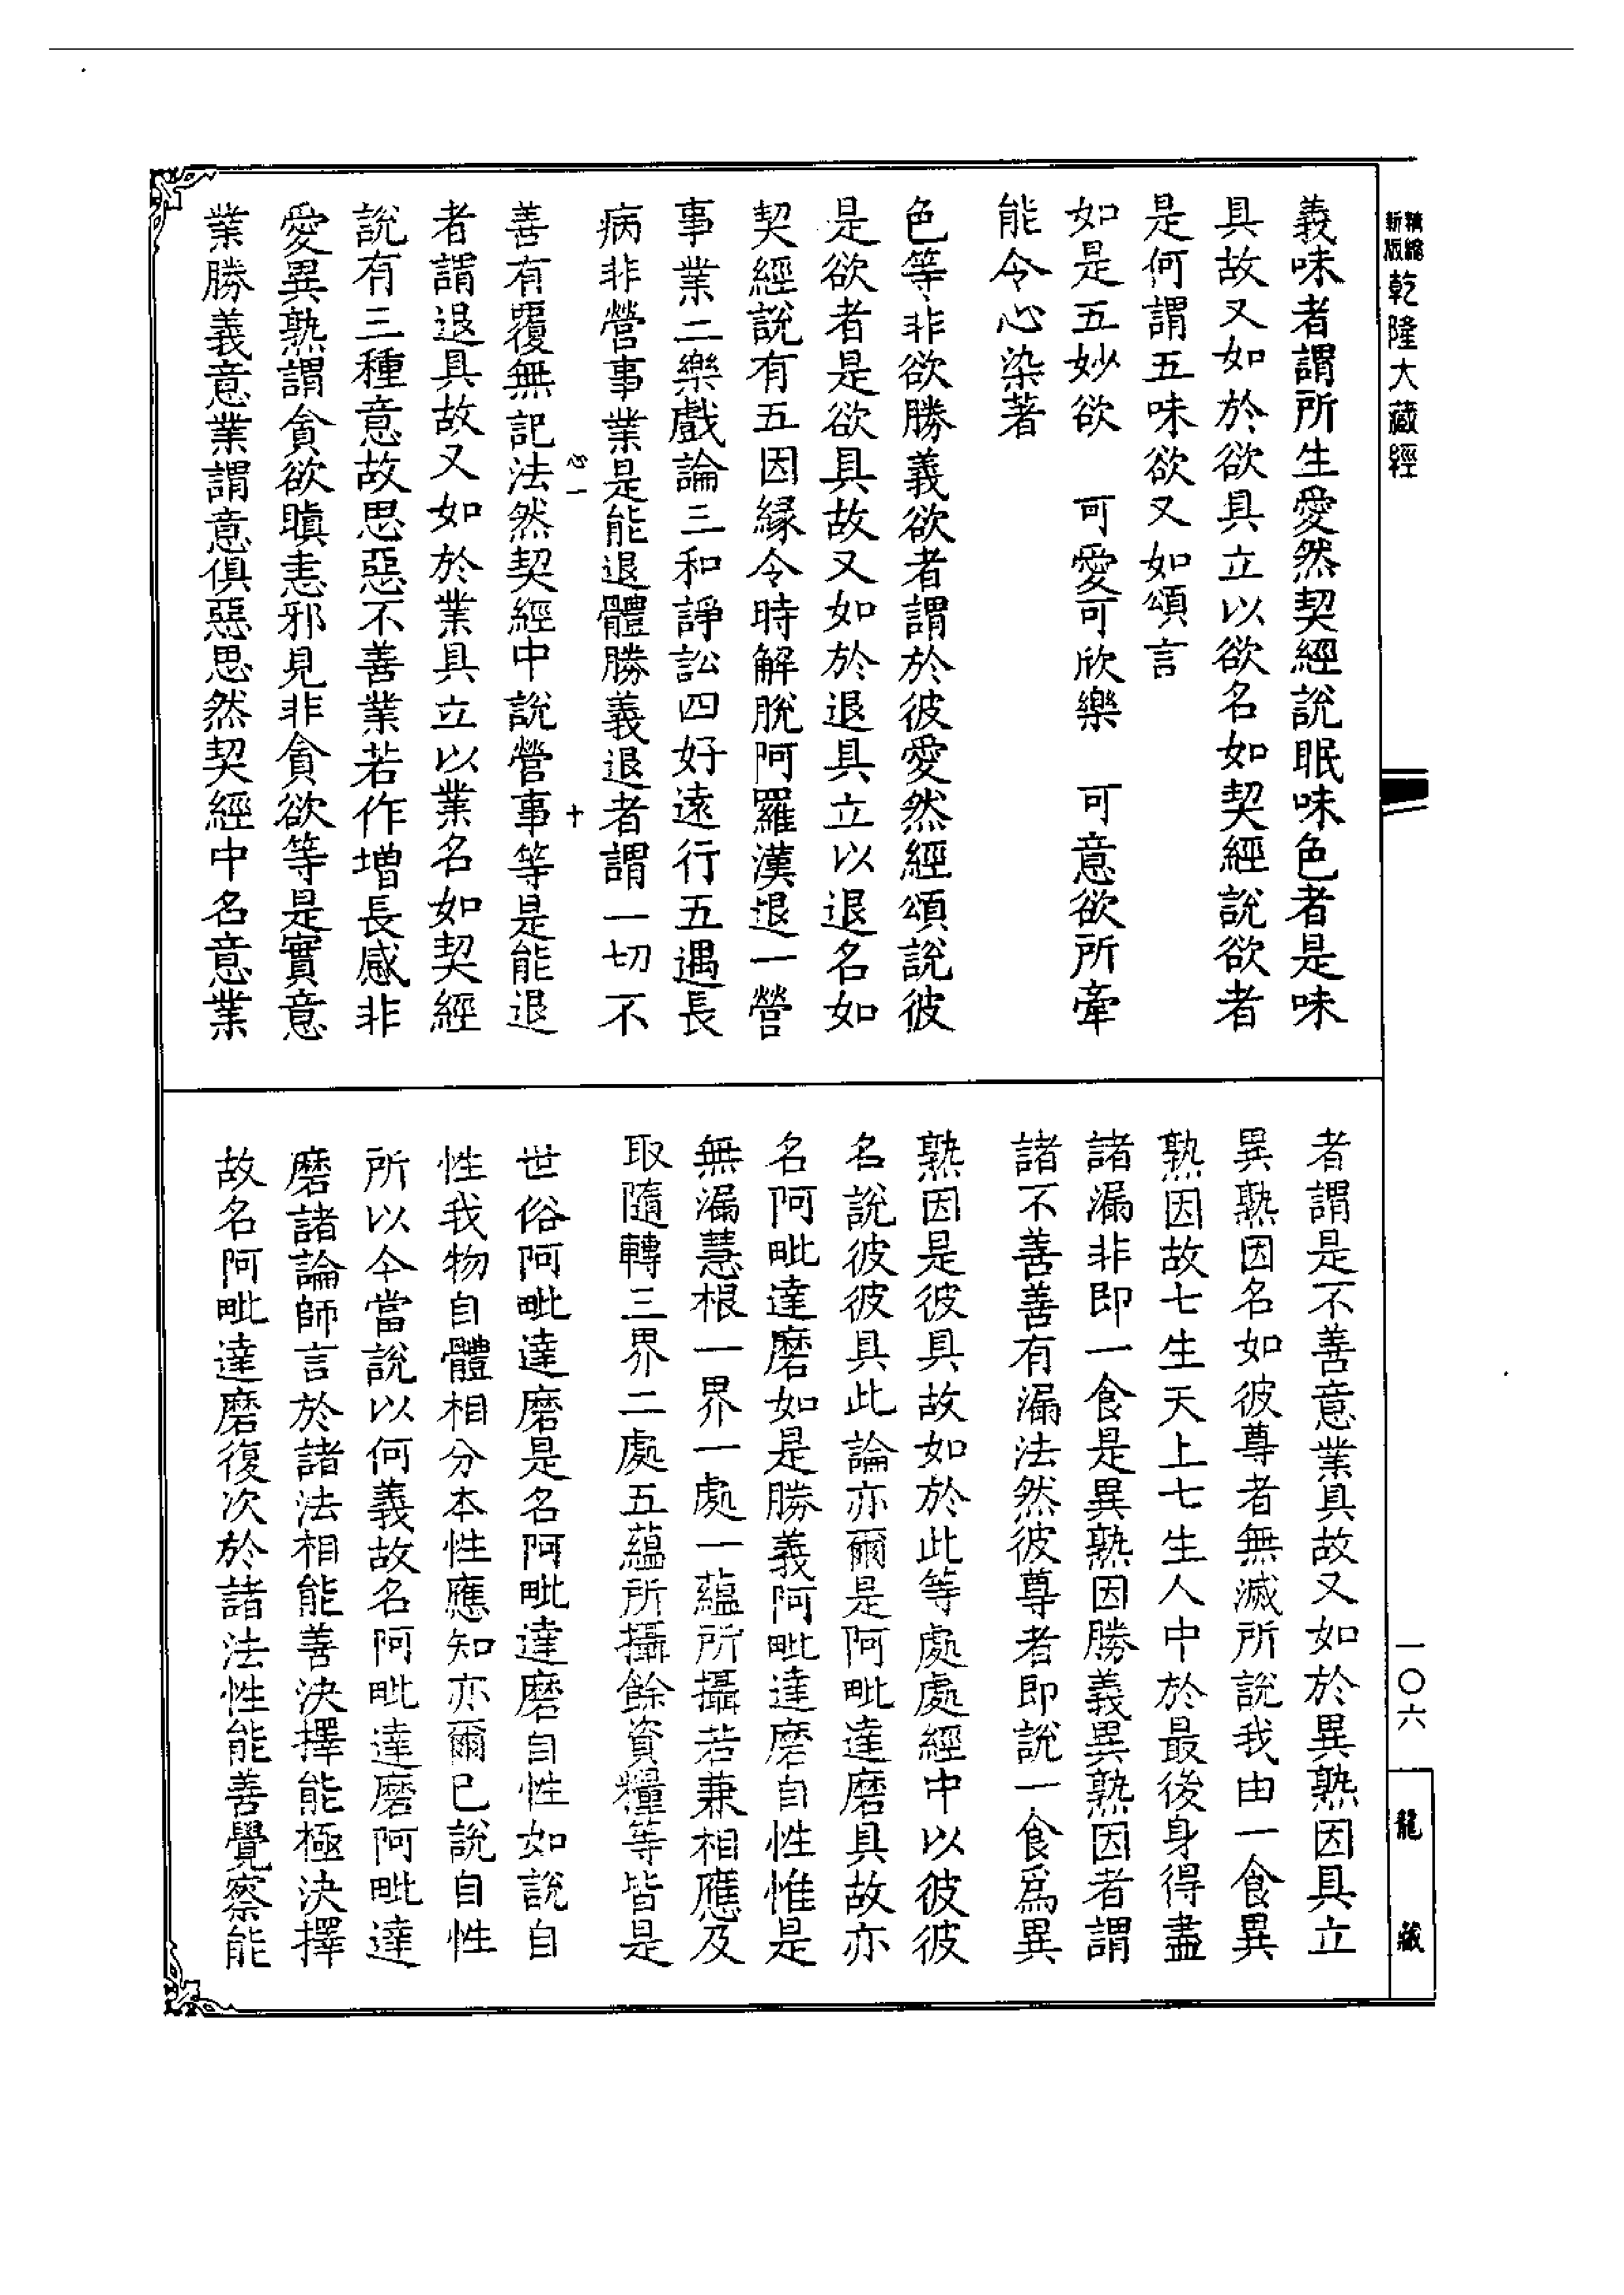 精縮新版乾隆大藏經
義味者謂所生愛然契經說眠味色者是味
具故又如於欲具立以欲名如契經說欲者
是何謂五味欲又如頌言
如是五妙欲　可愛可欣樂　可意欲所牽
能令心染著
色等非欲勝義欲者謂於彼愛然經頌說彼
是欲者是欲具故又如於退具立以退名如
契經說有五因緣令時解脫阿羅漢退一營
事業二樂戲論三和諍訟四好遠行五遇長
病非營事業是能退體勝義退者謂一切不
心一　十
善有覆無記法然契經中說營事等是能退
者謂退具故又如於業具立以業名如契經
說有三種意故思惡不善業若作增長感非
愛異熟謂貪欲瞋恚邪見非貪欲等是實意
業勝義意業謂意俱惡思然契經中名意業
者謂是不善意業具故又如於異熟因具立
異熟因名如彼尊者無滅所說我由一食異
熟因故七生天上七生人中於最後身得盡
諸漏非即一食是異熟因勝義異熟因者謂
諸不善善有漏法然彼尊者即說一食爲異
熟因是彼具故如於此等處處經中以彼彼
名說彼彼具此論亦爾是阿毗達磨具故亦
名阿毗達磨如是勝義阿毗達磨自性惟是
無漏慧根一界一處一蘊所攝若兼相應及
取隨轉三界二處五蘊所攝餘資糧等皆是
世俗阿毗達磨是名阿毗達磨自性如說自
性我物自體相分本性應知亦爾已說自性
所以今當說以何義故名阿毗達磨阿毗達
磨諸論師言於諸法相能善決擇能極決擇
故名阿毗達磨復次於諸法性能善覺察能
一〇六
龍藏